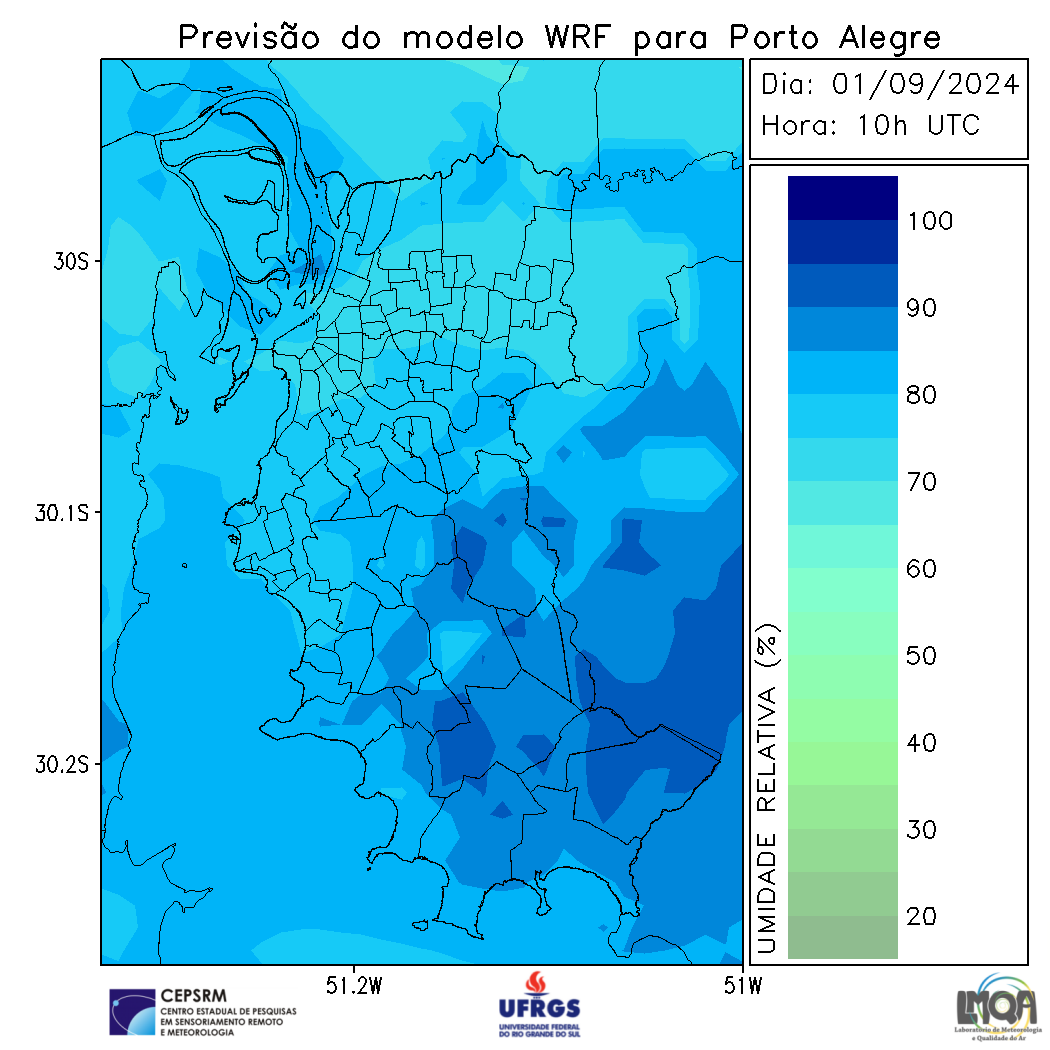 Previsão do modelo WRF para Porto Alegre
Dia: 01/09/2024
Hora: 10h UTC
30S
30.1S
30.2S
51.2W
51W
100
90
80
70
60
50
40
30
20
UMIDADE RELATIVA (%)
CEPSRM
CENTRO ESTADUAL DE PESQUISAS
EM SENSORIAMENTO REMOTO
E METEOROLOGIA
UFRGS
UNIVERSIDADE FEDERAL
DO RIO GRANDE DO SUL
LMQA
Laboratório de Meteorologia
e Qualidade do Ar